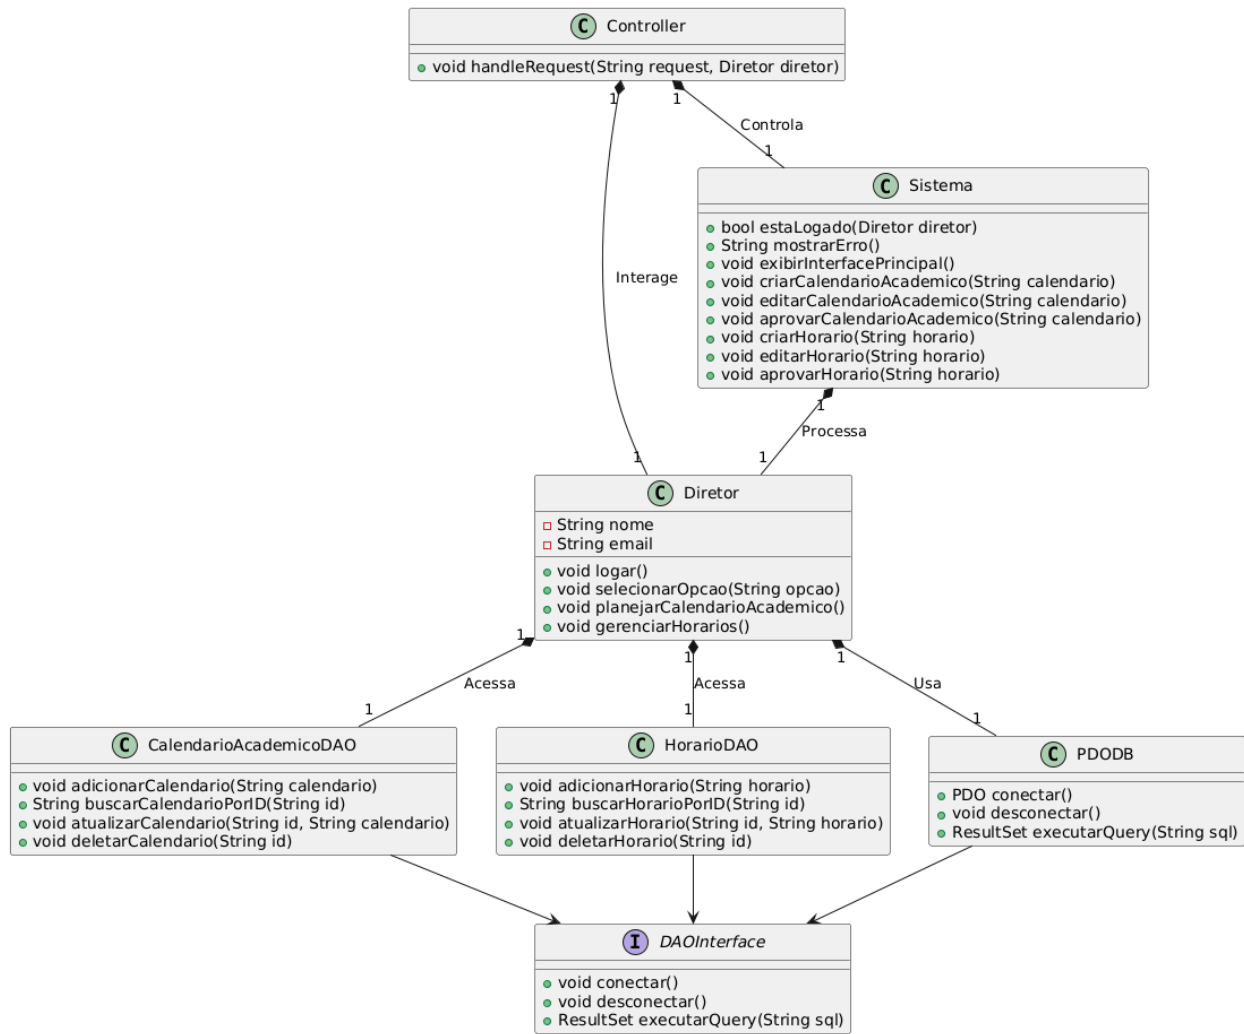 C Controller
void handleRequest(String request, Diretor diretor)
1
1
Controla
1
C Sistema
bool estaLogado(Diretor diretor)
String mostrarErro()
void exibirInterfacePrincipal()
void criarCalendarioAcademico(String calendario)
void editarCalendarioAcademico(String calendario)
void aprovarCalendarioAcademico(String calendario)
void criarHorario(String horario)
void editarHorario(String horario)
void aprovarHorario(String horario)
Interage
1
Processa
1
1
C Diretor
String nome
String email
void logar()
void selecionarOpcao(String opcao)
void planejarCalendarioAcademico()
void gerenciarHorarios()
1
1
1
Acessa
Acessa
Usa
1
1
1
C CalendarioAcademicoDAO
void adicionarCalendario(String calendario)
String buscarCalendarioPorID(String id)
void atualizarCalendario(String id, String calendario)
void deletarCalendario(String id)
C HorarioDAO
void adicionarHorario(String horario)
String buscarHorarioPorID(String id)
void atualizarHorario(String id, String horario)
void deletarHorario(String id)
C PDODB
PDO conectar()
void desconectar()
ResultSet executarQuery(String sql)
I DAOInterface
void conectar()
void desconectar()
ResultSet executarQuery(String sql)